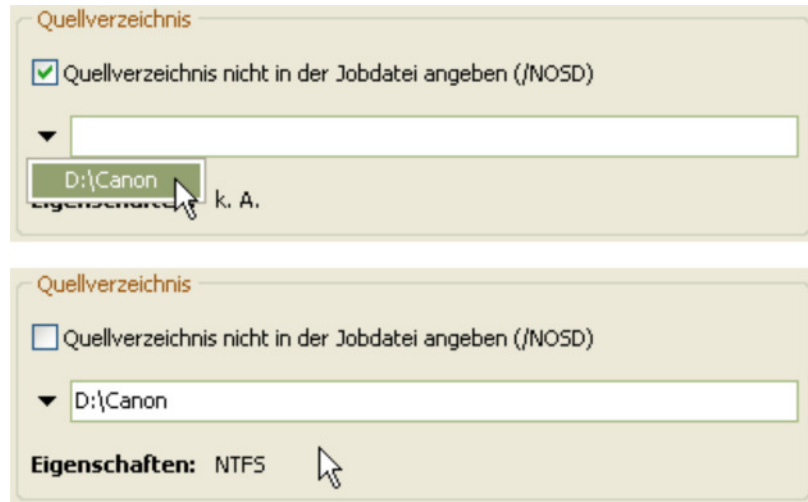 Quellverzeichnis
Quellverzeichnis nicht in der Jobdatei angeben (/NOSD)
D:\Canon
Eigenschaften: k. A.
Quellverzeichnis
Quellverzeichnis nicht in der Jobdatei angeben (/NOSD)
D:\Canon
Eigenschaften: NTFS